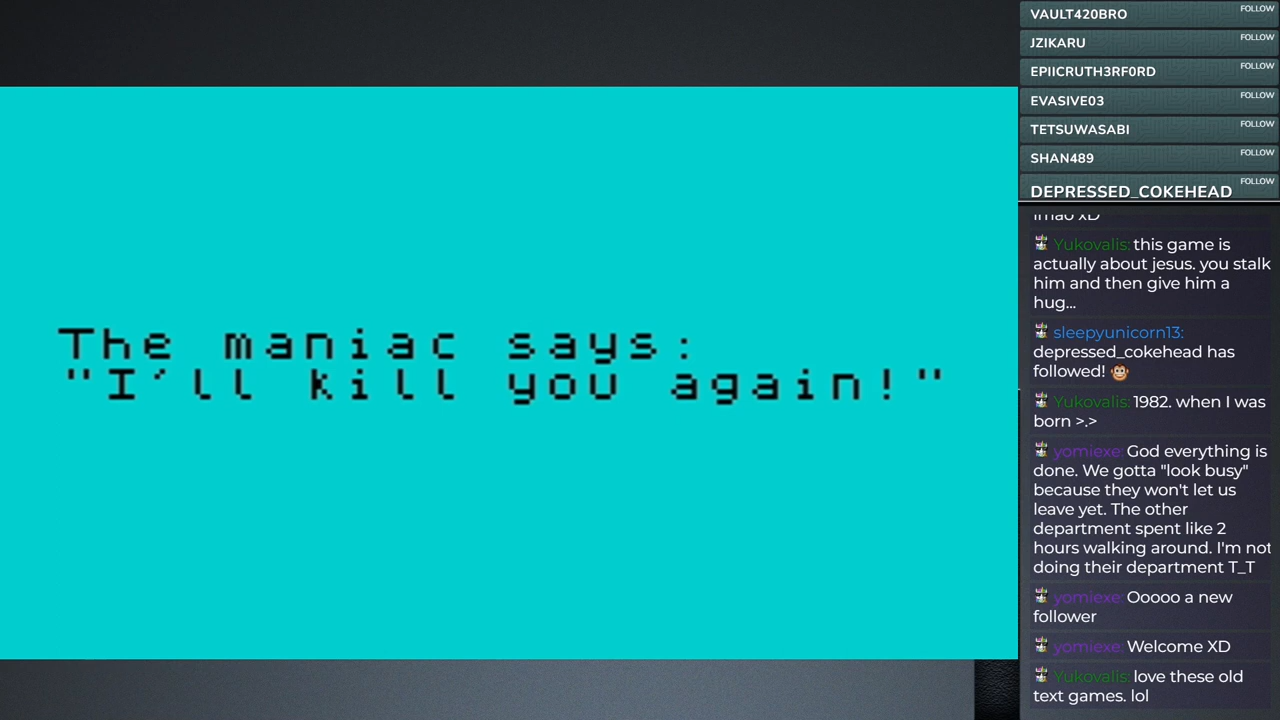 The maniac says:
"I'll kill you again!"
VAULT420BRO
FOLLOW
JZIKARU
FOLLOW
EPIICRUTH3RF0RD
FOLLOW
EVASIVE03
FOLLOW
TETSUWASABI
FOLLOW
SHAN489
FOLLOW
DEPRESSED_COKEHEAD
FOLLOW
lmao xD
Yukovalis: this game is
actually about jesus. you stalk
him and then give him a
hug...
sleepyunicorn13:
depressed_cokehead has
followed!
Yukovalis: 1982. when I was
born >.>
yomiexe: God everything is
done. We gotta "look busy"
because they won't let us
leave yet. The other
department spent like 2
hours walking around. I'm not
doing their department T_T
yomiexe: Ooooo a new
follower
yomiexe: Welcome XD
Yukovalis: love these old
text games. lol